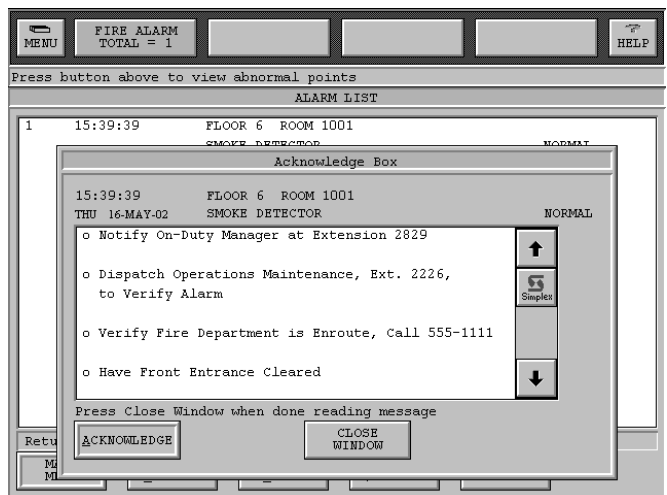 MENU
FIRE ALARM
TOTAL = 1
HELP
Press button above to view abnormal points
ALARM LIST
1 15:39:39 FLOOR 6 ROOM 1001
SMOKE DETECTOR NORMAL
Acknowledge Box
15:39:39 FLOOR 6 ROOM 1001
THU 16-MAY-02 SMOKE DETECTOR NORMAL
o Notify On-Duty Manager at Extension 2829
o Dispatch Operations Maintenance, Ext. 2226,
to Verify Alarm
Simplex
o Verify Fire Department is Enroute, Call 555-1111
o Have Front Entrance Cleared
Press Close Window when done reading message
ACKNOWLEDGE
CLOSE
WINDOW